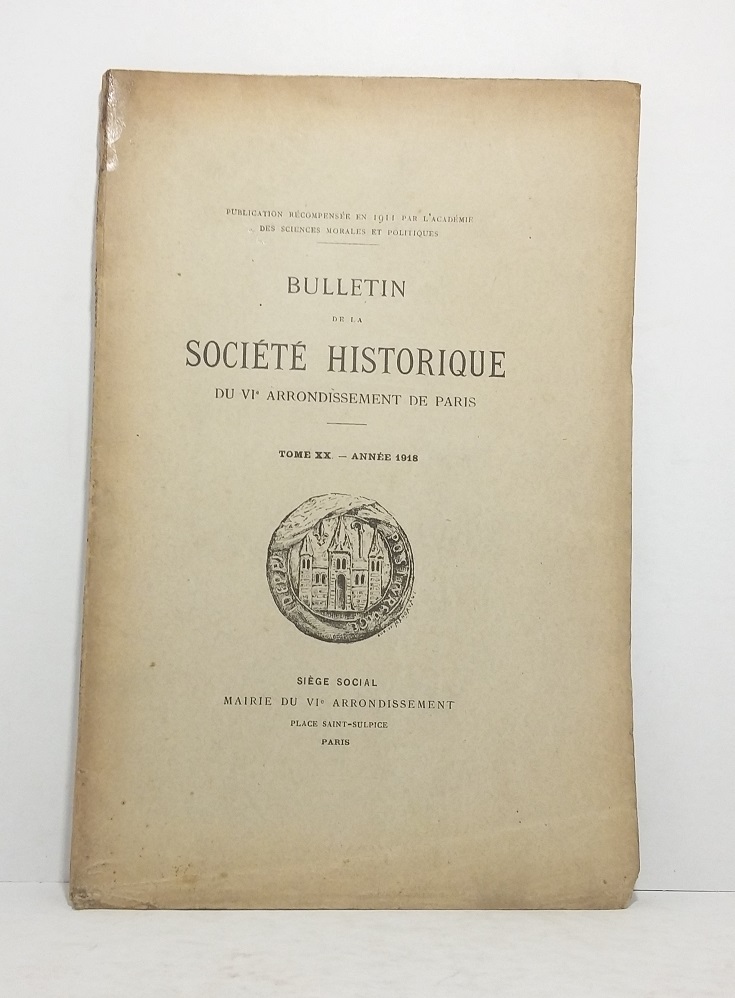 PUBLICATION RÉCOMPENSÉE EN 1911 PAR L'ACADÉMIE
DES SCIENCES MORALES ET POLITIQUES
BULLETIN
DE LA
SOCIÉTÉ HISTORIQUE
DU VIe ARRONDISSEMENT DE PARIS
TOME XX. — ANNÉE 1918
SIÈGE SOCIAL
MAIRIE DU VIe ARRONDISSEMENT
PLACE SAINT-SULPICE
PARIS